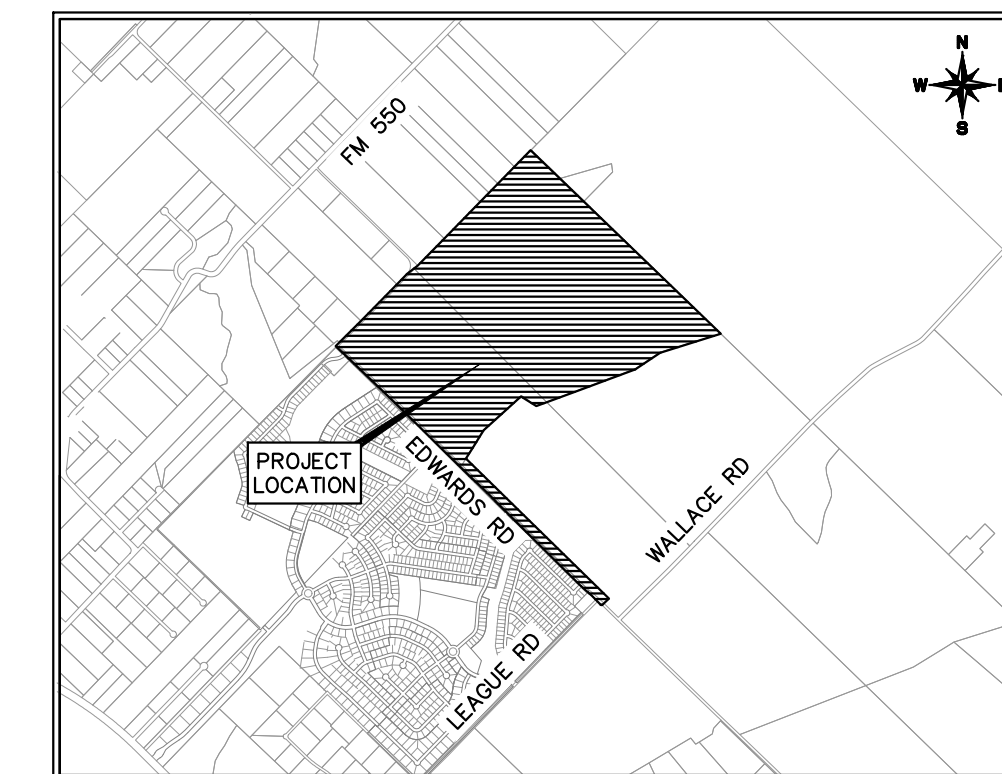 N
W
E
S
FM 550
PROJECT
LOCATION
EDWARDS RD
WALLACE RD
LEAGUE RD